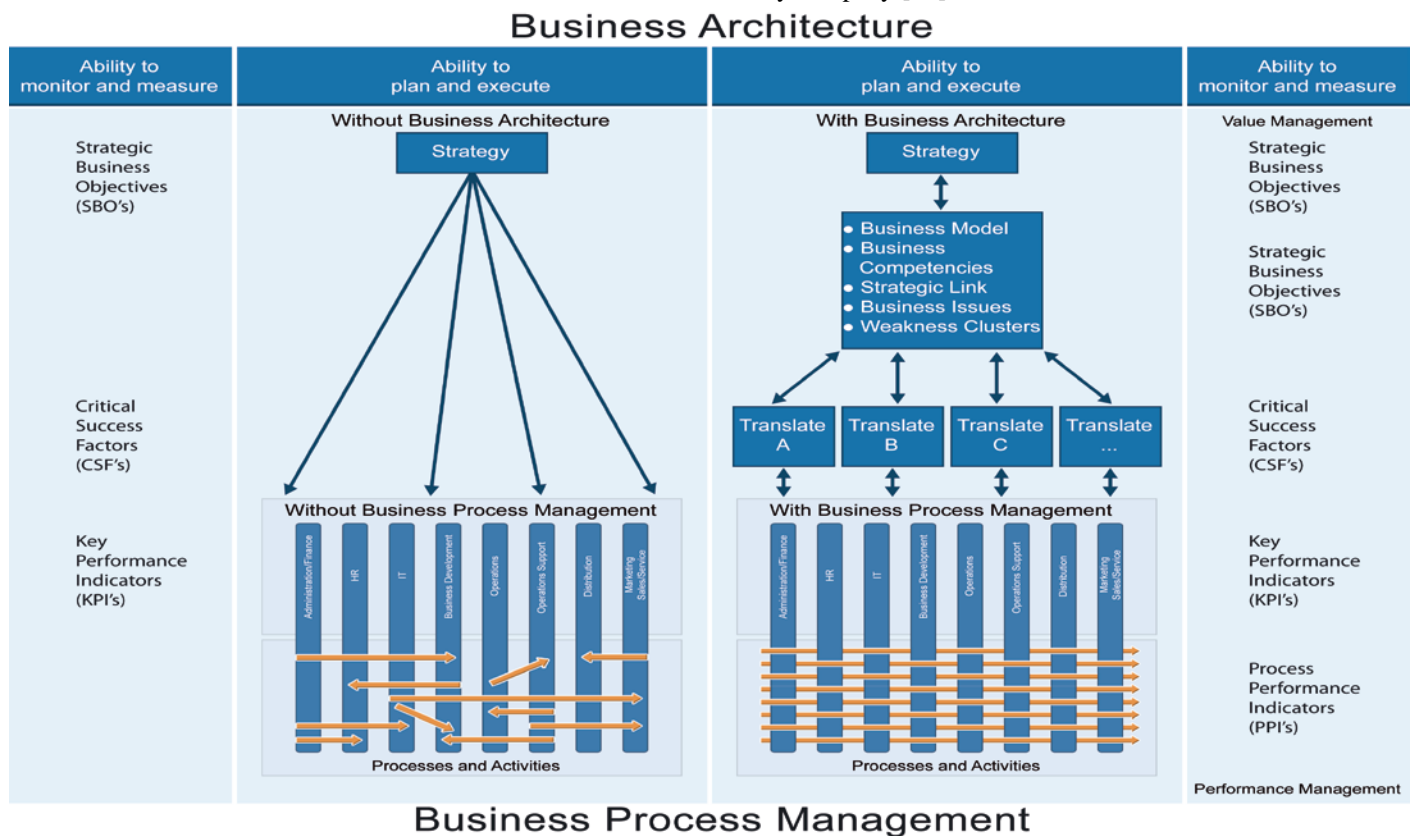 Business Architecture
Ability to
monitor and measure
Ability to
plan and execute
Ability to
plan and execute
Ability to
monitor and measure
Strategic
Business
Objectives
(SBO's)
Critical
Success
Factors
(CSF's)
Key
Performance
Indicators
(KPI's)
Without Business Architecture
Strategy
Without Business Process Management
Administration/Finance
HR
IT
Business Development
Operations
Operations Support
Distribution
Marketing
Sales/Service
Processes and Activities
With Business Architecture
Strategy
• Business Model
• Business
Competencies
• Strategic Link
• Business Issues
• Weakness Clusters
Translate
A
Translate
B
Translate
C
Translate
...
With Business Process Management
Administration/Finance
HR
IT
Business Development
Operations
Operations Support
Distribution
Marketing
Sales/Service
Processes and Activities
Value Management
Strategic
Business
Objectives
(SBO's)
Strategic
Business
Objectives
(SBO's)
Critical
Success
Factors
(CSF's)
Key
Performance
Indicators
(KPI's)
Process
Performance
Indicators
(PPI's)
Performance Management
Business Process Management